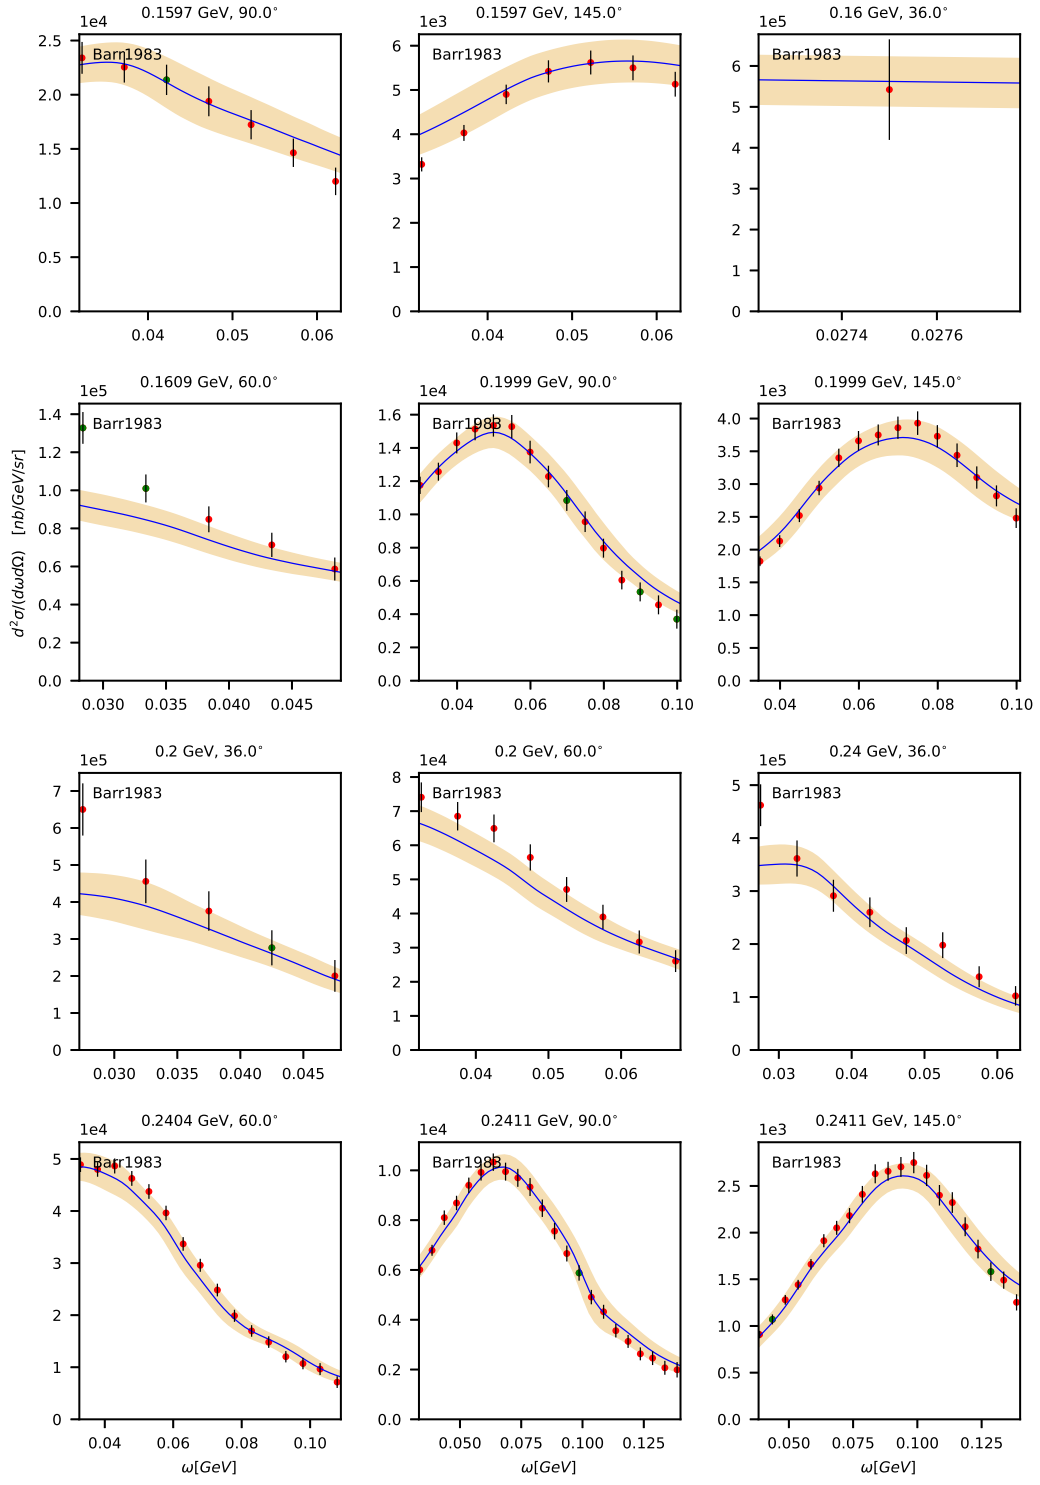 0.1597 GeV, 90.0°
1e4
Barr1983
2.5
2.0
1.5
1.0
0.5
0.0
0.04 0.05 0.06
0.1597 GeV, 145.0°
1e3
Barr1983
6
5
4
3
2
1
0
0.04 0.05 0.06
0.16 GeV, 36.0°
1e5
Barr1983
6
5
4
3
2
1
0
0.0274 0.0276
0.1609 GeV, 60.0°
1e5
Barr1983
1.4
1.2
1.0
0.8
0.6
0.4
0.2
0.0
0.030 0.035 0.040 0.045
d²σ/(dωdΩ) [nb/GeV/sr]
0.1999 GeV, 90.0°
1e4
Barr1983
1.6
1.4
1.2
1.0
0.8
0.6
0.4
0.2
0.0
0.04 0.06 0.08 0.10
0.1999 GeV, 145.0°
1e3
Barr1983
4.0
3.5
3.0
2.5
2.0
1.5
1.0
0.5
0.0
0.04 0.06 0.08 0.10
0.2 GeV, 36.0°
1e5
Barr1983
7
6
5
4
3
2
1
0
0.030 0.035 0.040 0.045
0.2 GeV, 60.0°
1e4
Barr1983
8
7
6
5
4
3
2
1
0
0.04 0.05 0.06
0.24 GeV, 36.0°
1e5
Barr1983
5
4
3
2
1
0
0.03 0.04 0.05 0.06
0.2404 GeV, 60.0°
1e4
Barr1983
5
4
3
2
1
0
0.04 0.06 0.08 0.10
ω[GeV]
0.2411 GeV, 90.0°
1e4
Barr1983
1.0
0.8
0.6
0.4
0.2
0.0
0.050 0.075 0.100 0.125
ω[GeV]
0.2411 GeV, 145.0°
1e3
Barr1983
2.5
2.0
1.5
1.0
0.5
0.0
0.050 0.075 0.100 0.125
ω[GeV]